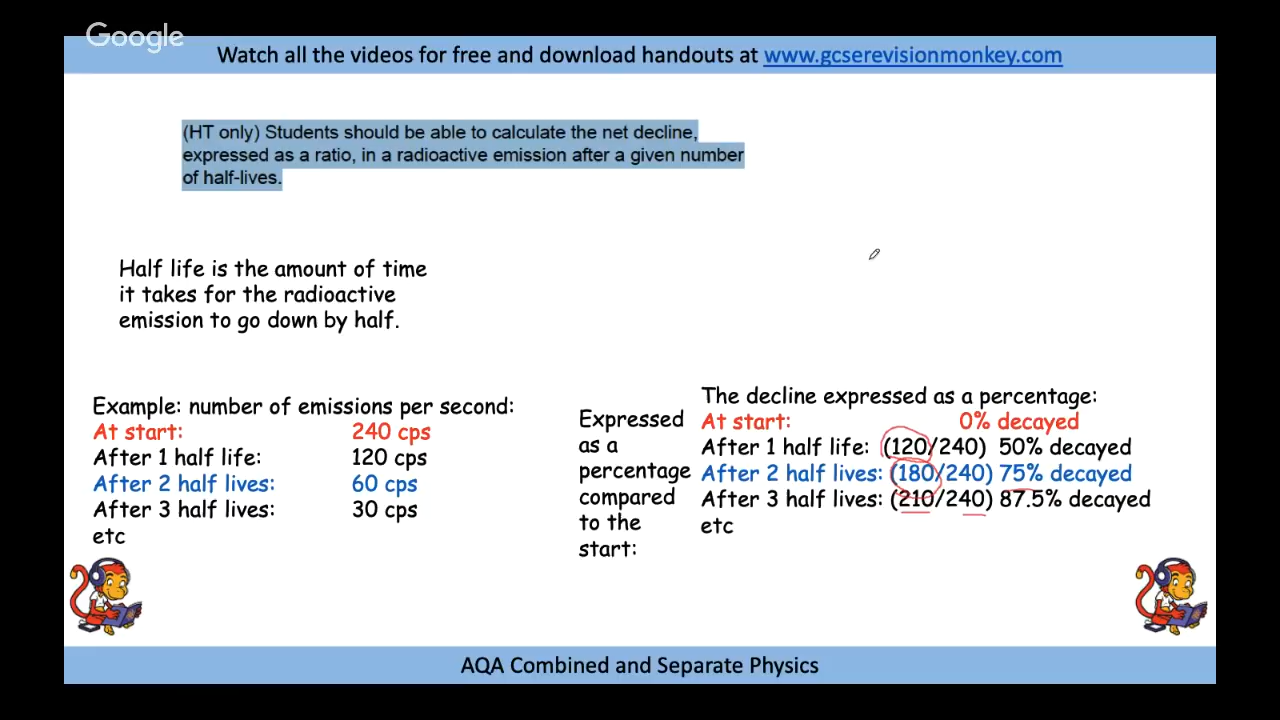 Google
Watch all the videos for free and download handouts at www.gcserevisionmonkey.com
(HT only) Students should be able to calculate the net decline,
expressed as a ratio, in a radioactive emission after a given number
of half-lives.
Half life is the amount of time
it takes for the radioactive
emission to go down by half.
Example: number of emissions per second:
At start: 240 cps
After 1 half life: 120 cps
After 2 half lives: 60 cps
After 3 half lives: 30 cps
etc
Expressed
as a
percentage
compared
to the
start:
The decline expressed as a percentage:
At start: 0% decayed
After 1 half life: (120/240) 50% decayed
After 2 half lives: (180/240) 75% decayed
After 3 half lives: (210/240) 87.5% decayed
etc
AQA Combined and Separate Physics